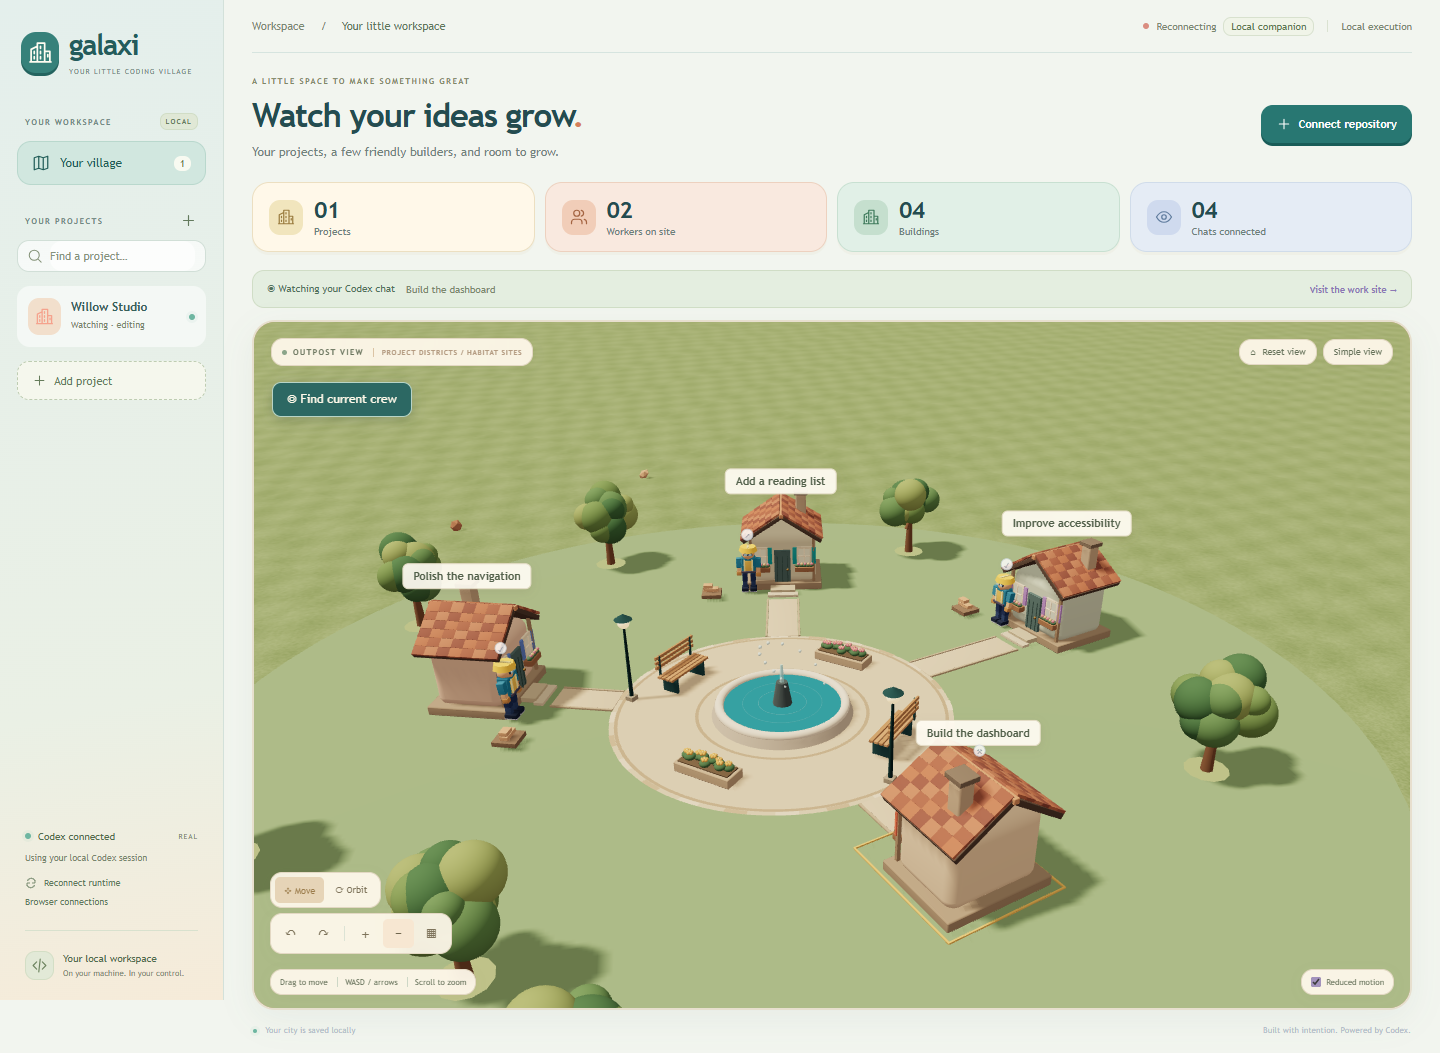 galaxi
YOUR LITTLE CODING VILLAGE
YOUR WORKSPACE
LOCAL
Your village
1
YOUR PROJECTS
Find a project...
Willow Studio
Watching · editing
Add project
Codex connected
REAL
Using your local Codex session
Reconnect runtime
Browser connections
Your local workspace
On your machine. In your control.
Workspace / Your little workspace
Reconnecting
Local companion
Local execution
A LITTLE SPACE TO MAKE SOMETHING GREAT
Watch your ideas grow.
Your projects, a few friendly builders, and room to grow.
Connect repository
01
Projects
02
Workers on site
04
Buildings
04
Chats connected
Watching your Codex chat
Build the dashboard
Visit the work site →
OUTPOST VIEW
PROJECT DISTRICTS / HABITAT SITES
Reset view
Simple view
Find current crew
Add a reading list
Improve accessibility
Polish the navigation
Build the dashboard
Move
Orbit
Drag to move
WASD / arrows
Scroll to zoom
Reduced motion
Your city is saved locally
Built with intention. Powered by Codex.